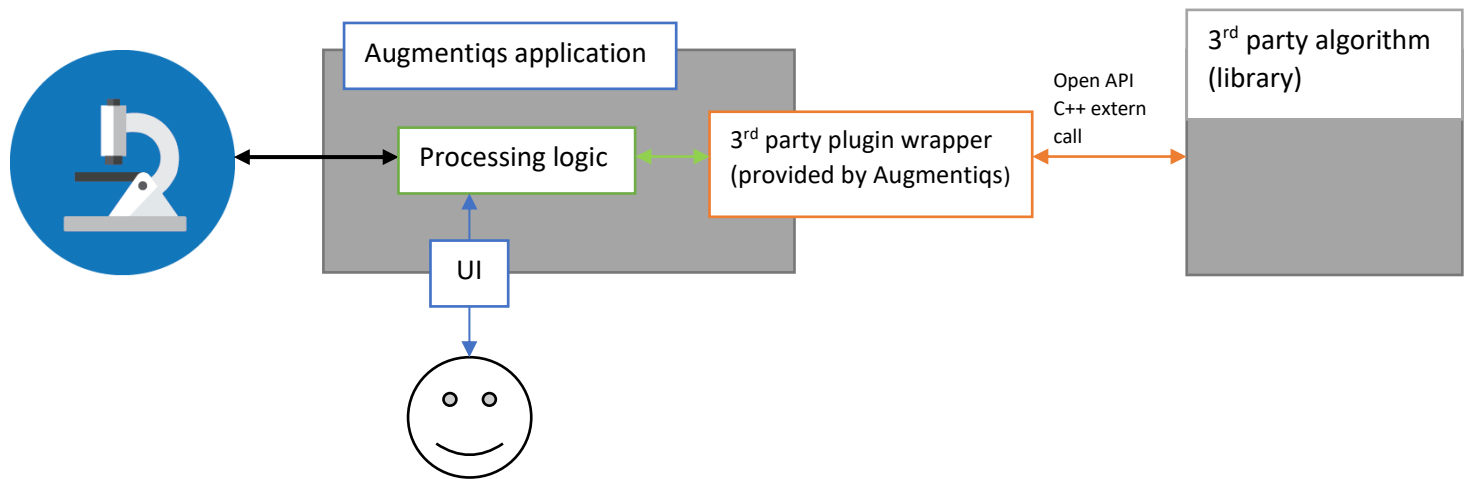 Augmentiqs application
Processing logic
UI
3rd party plugin wrapper
(provided by Augmentiqs)
Open API
C++ extern
call
3rd party algorithm
(library)